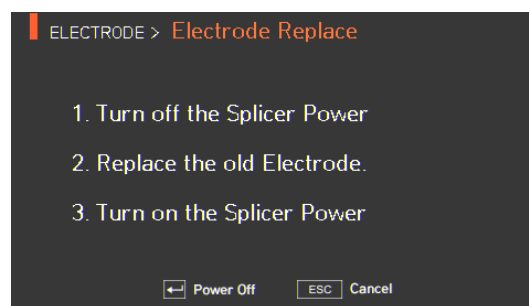 ELECTRODE > Electrode Replace
1. Turn off the Splicer Power
2. Replace the old Electrode.
3. Turn on the Splicer Power
↵ Power Off ESC Cancel